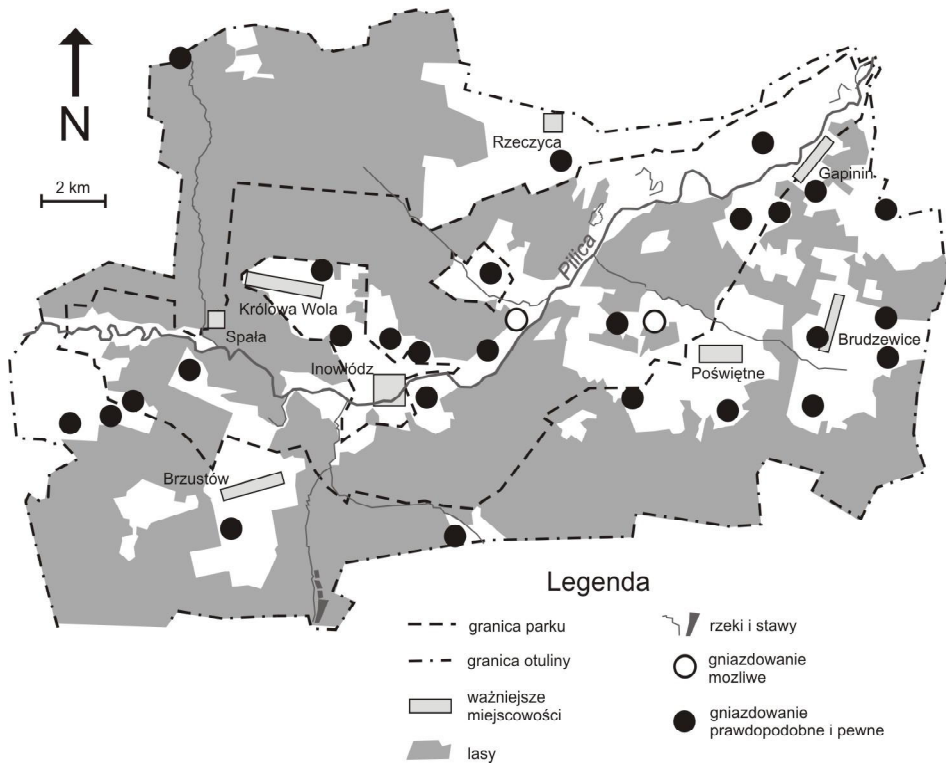 N
2 km
Rzeczyca
Gapinin
Pilica
Królowa Wola
Spała
Inowłódz
Brudzewice
Poświętne
Brzustów
Legenda
granica parku
granica otuliny
ważniejsze
miejscowości
lasy
rzeki i stawy
gniazdowanie
mozliwe
gniazdowanie
prawdopodobne i pewne